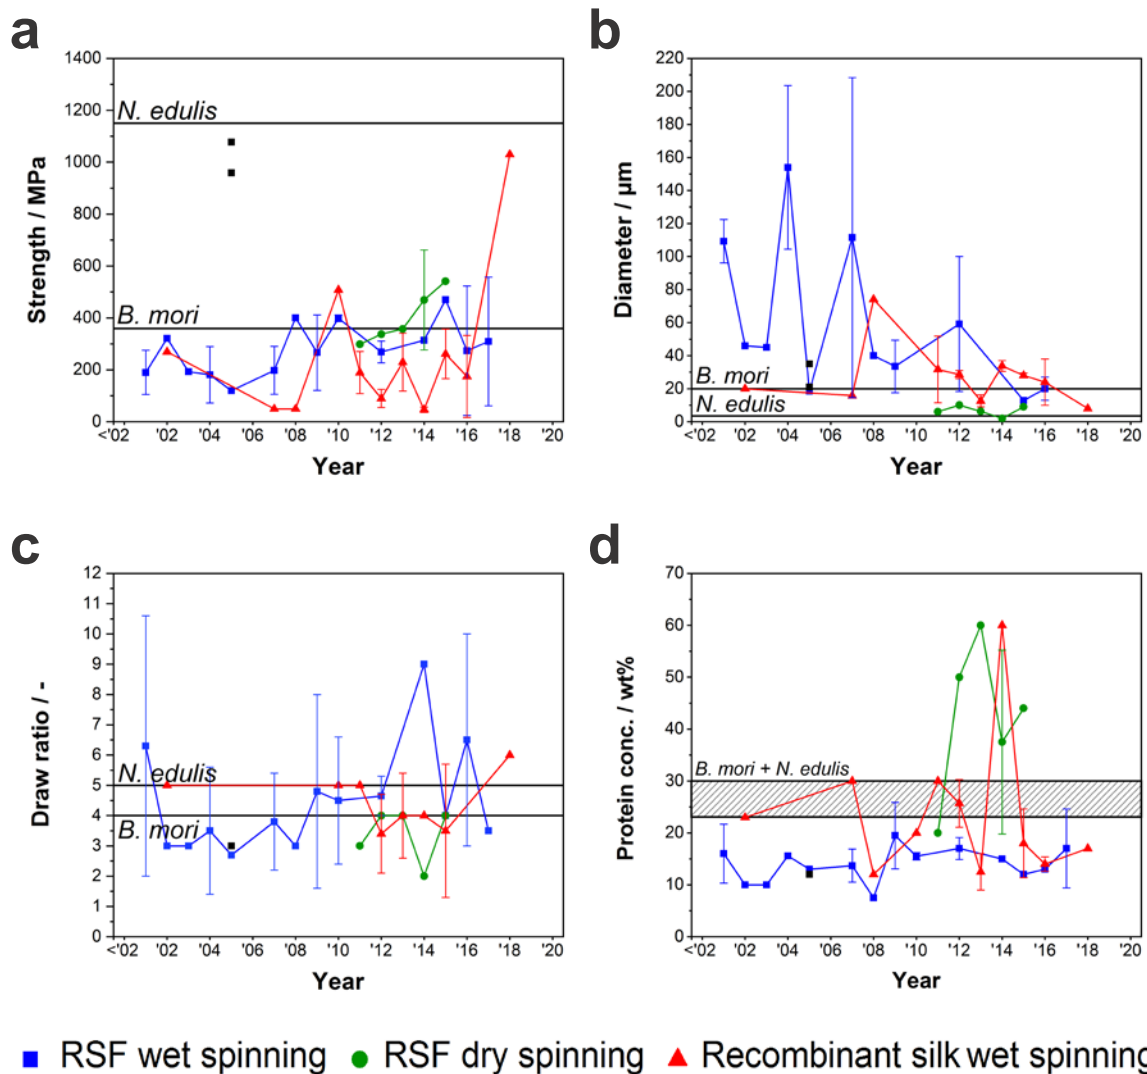 a
1400
1200
1000
800
600
400
200
0
Strength / MPa
N. edulis
B. mori
<'02 '02 '04 '06 '08 '10 '12 '14 '16 '18 '20
Year
b
220
200
180
160
140
120
100
80
60
40
20
0
Diameter / µm
B. mori
N. edulis
<'02 '02 '04 '06 '08 '10 '12 '14 '16 '18 '20
Year
c
12
11
10
9
8
7
6
5
4
3
2
1
0
Draw ratio / -
N. edulis
B. mori
<'02 '02 '04 '06 '08 '10 '12 '14 '16 '18 '20
Year
d
70
60
50
40
30
20
10
0
Protein conc. / wt%
B. mori + N. edulis
<'02 '02 '04 '06 '08 '10 '12 '14 '16 '18 '20
Year
RSF wet spinning RSF dry spinning Recombinant silk wet spinning